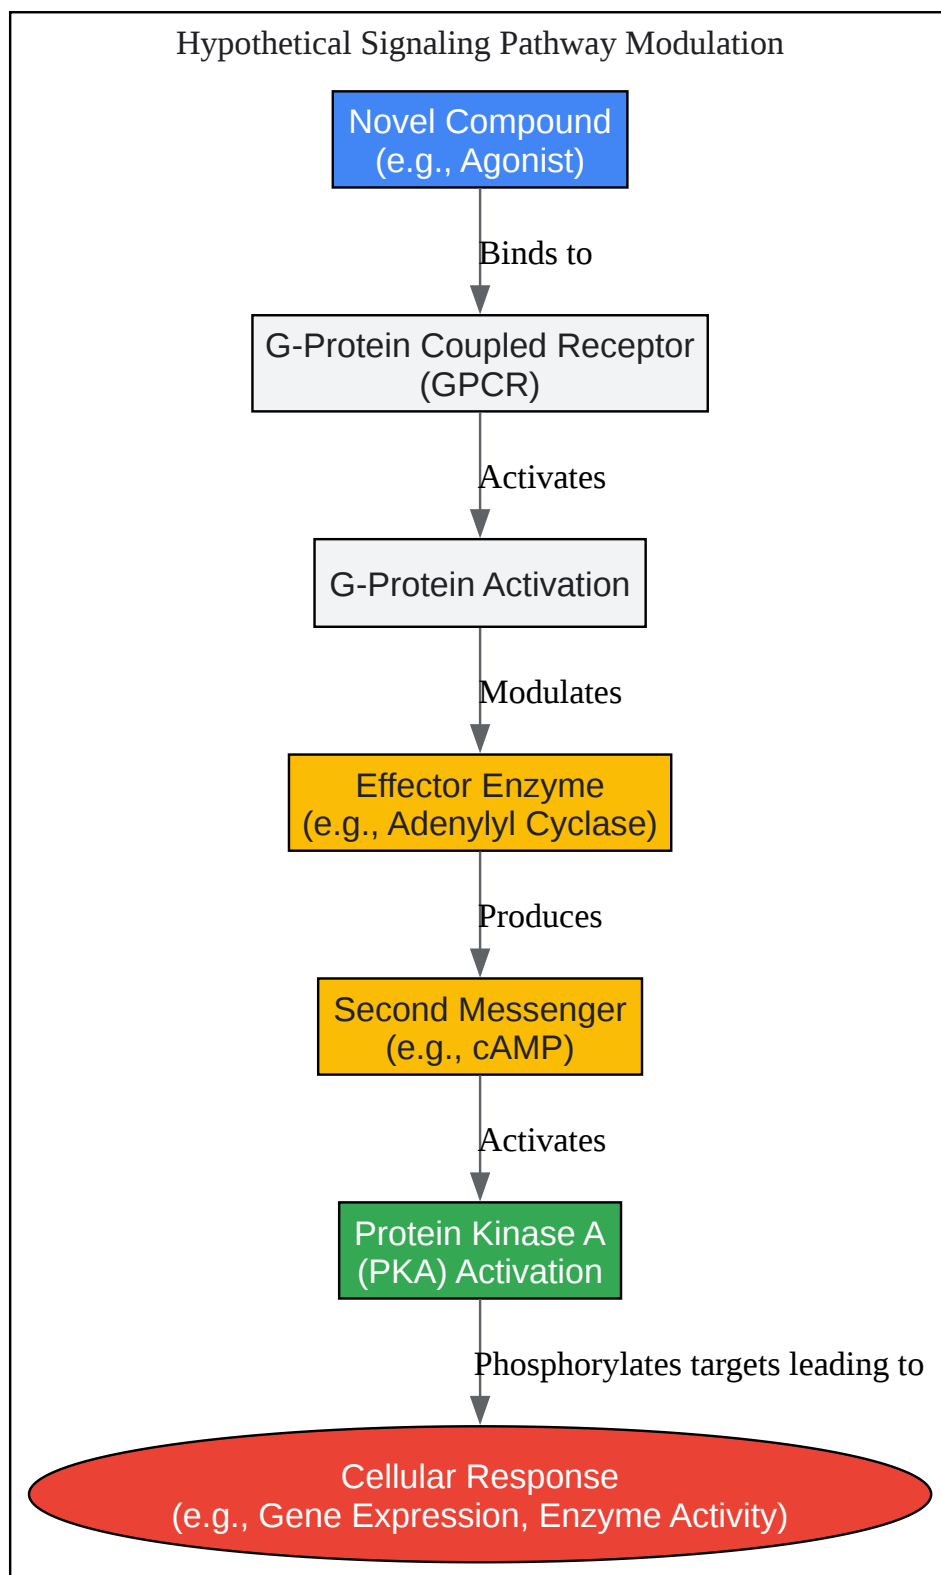 Hypothetical Signaling Pathway Modulation
Novel Compound
(e.g., Agonist)
Binds to
G-Protein Coupled Receptor
(GPCR)
Activates
G-Protein Activation
Modulates
Effector Enzyme
(e.g., Adenylyl Cyclase)
Produces
Second Messenger
(e.g., cAMP)
Activates
Protein Kinase A
(PKA) Activation
Phosphorylates targets leading to
Cellular Response
(e.g., Gene Expression, Enzyme Activity)